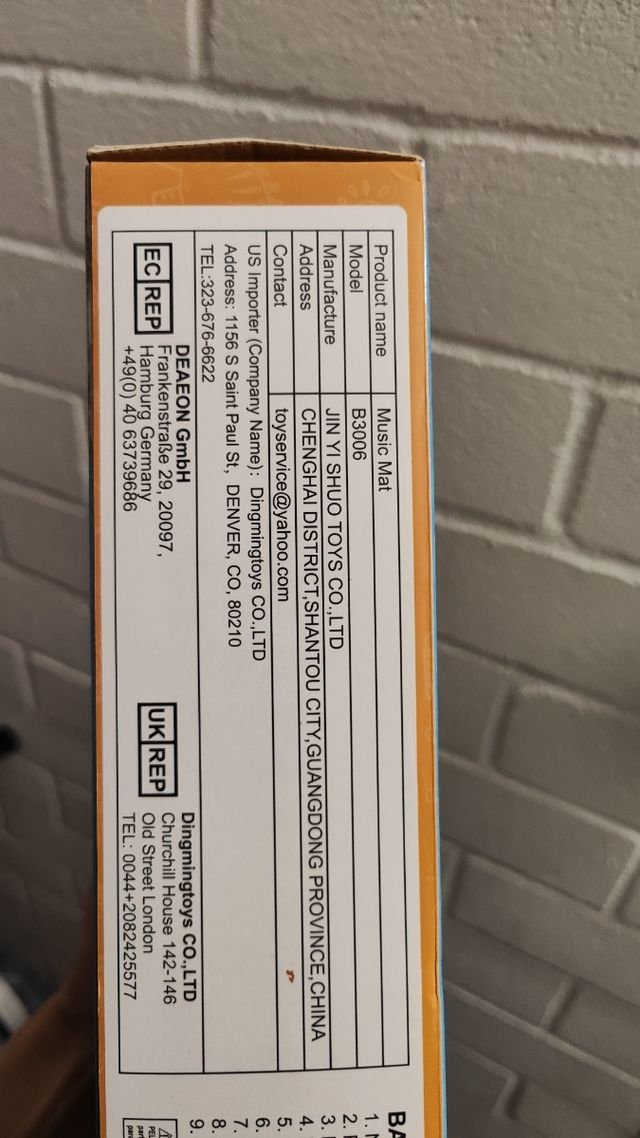 Product name Music Mat
Model B3006
Manufacture JIN YI SHUO TOYS CO.,LTD
Address CHENGHAI DISTRICT,SHANTOU CITY,GUANGDONG PROVINCE,CHINA
Contact toyservice@yahoo.com
US Importer (Company Name): Dingmingtoys CO.,LTD
Address: 1156 S Saint Paul St, DENVER, CO, 80210
TEL:323-676-6622
EC REP
DEAEON GmbH
Frankenstraße 29, 20097,
Hamburg Germany
+49(0) 40 63739686
UK REP
Dingmingtoys CO.,LTD
Churchill House 142-146
Old Street London
TEL: 0044+2082425577
BA
1.
2.
3.
4.
5.
6.
7.
8.
9.